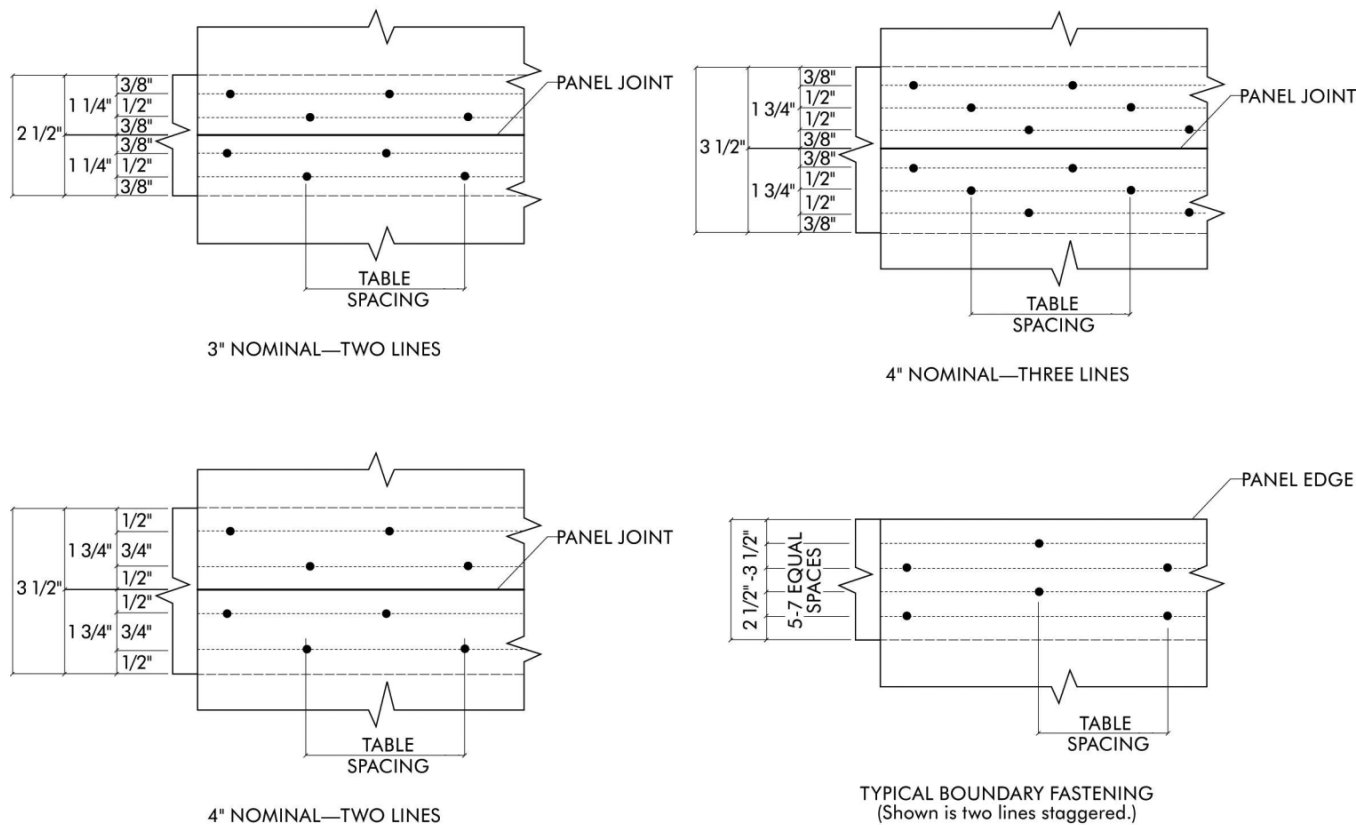 3/8"
1 1/4" 1/2"
3/8"
2 1/2"
3/8"
1 1/4" 1/2"
3/8"
PANEL JOINT
TABLE
SPACING
3" NOMINAL—TWO LINES
3/8"
1/2"
1 3/4"
1/2"
3/8"
3 1/2"
3/8"
1/2"
1 3/4"
1/2"
3/8"
PANEL JOINT
TABLE
SPACING
4" NOMINAL—THREE LINES
1/2"
1 3/4" 3/4"
1/2"
3 1/2"
1/2"
1 3/4" 3/4"
1/2"
PANEL JOINT
TABLE
SPACING
4" NOMINAL—TWO LINES
PANEL EDGE
2 1/2" -3 1/2"
5-7 EQUAL
SPACES
TABLE
SPACING
TYPICAL BOUNDARY FASTENING
(Shown is two lines staggered.)